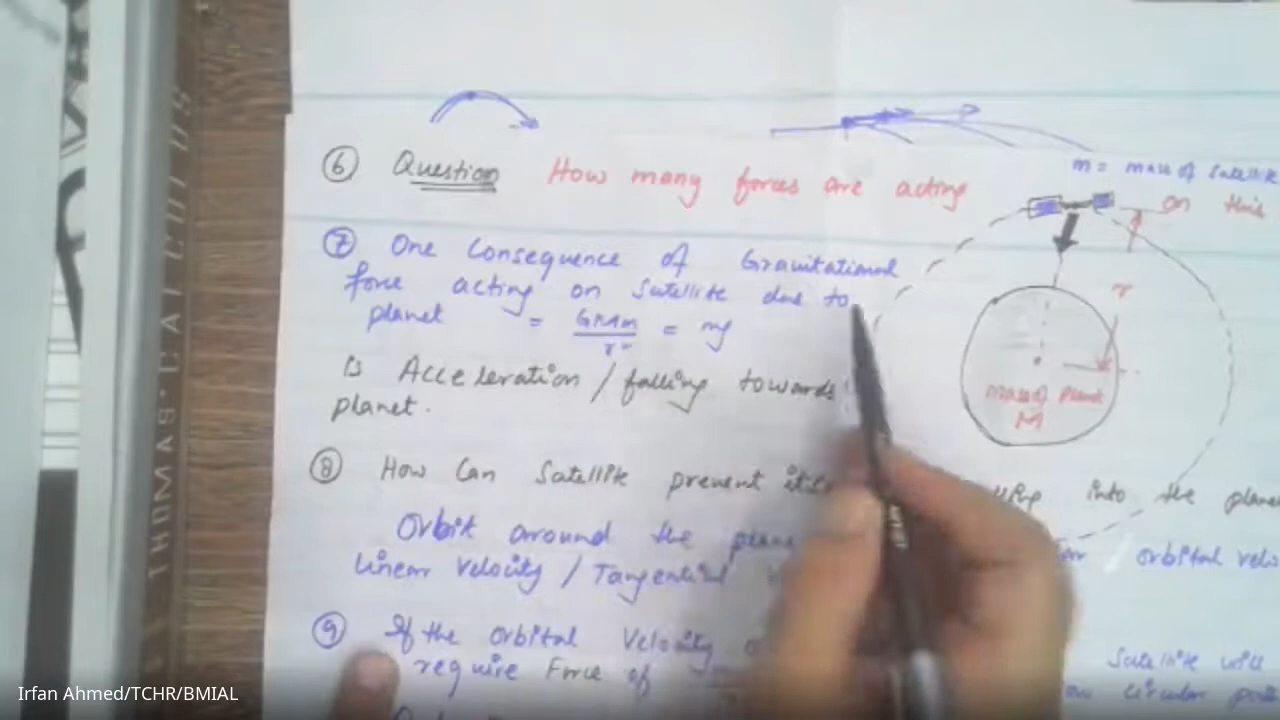 m = mass of satellite
⑥ Question How many forces are acting
on this
⑦ One Consequence of Gravitational
force acting on Satellite due to
planet = GMm/r² = mg
is Acceleration / falling towards
planet.
r
mass of planet
M
⑧ How Can Satellite prevent into the
Orbit around the orbital
linear Velocity / Tangential
⑨ If the orbital Velocity Satellite will
require Force of circular
THOMAS' CALCULUS
Irfan Ahmed/TCHR/BMIAL